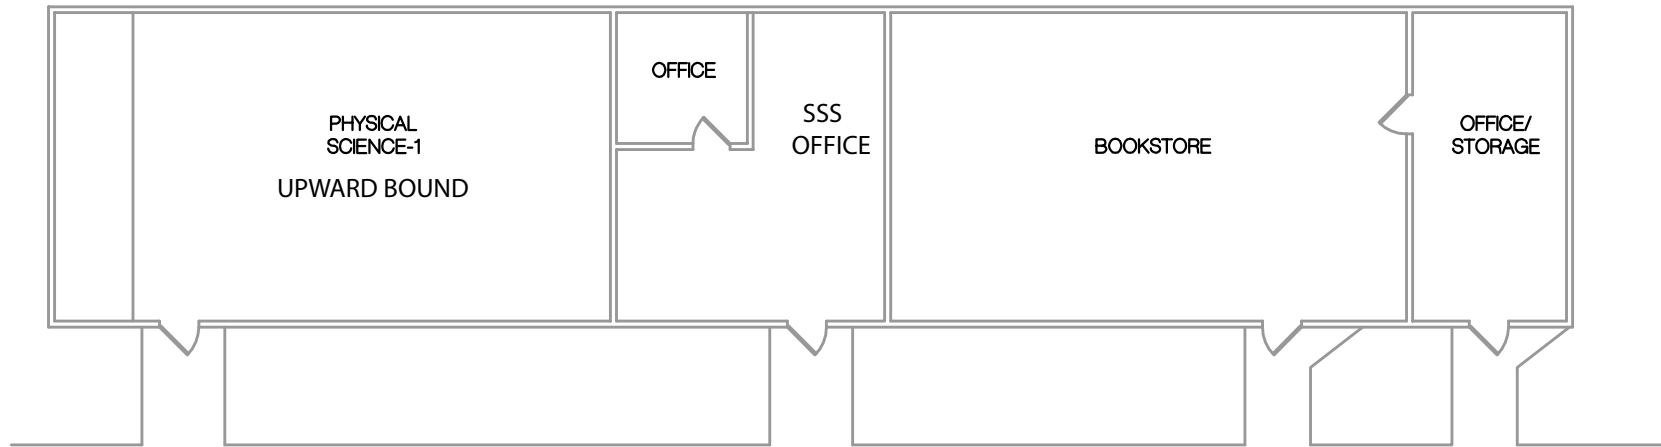 PHYSICAL
SCIENCE-1
UPWARD BOUND
OFFICE
SSS
OFFICE
BOOKSTORE
OFFICE/
STORAGE